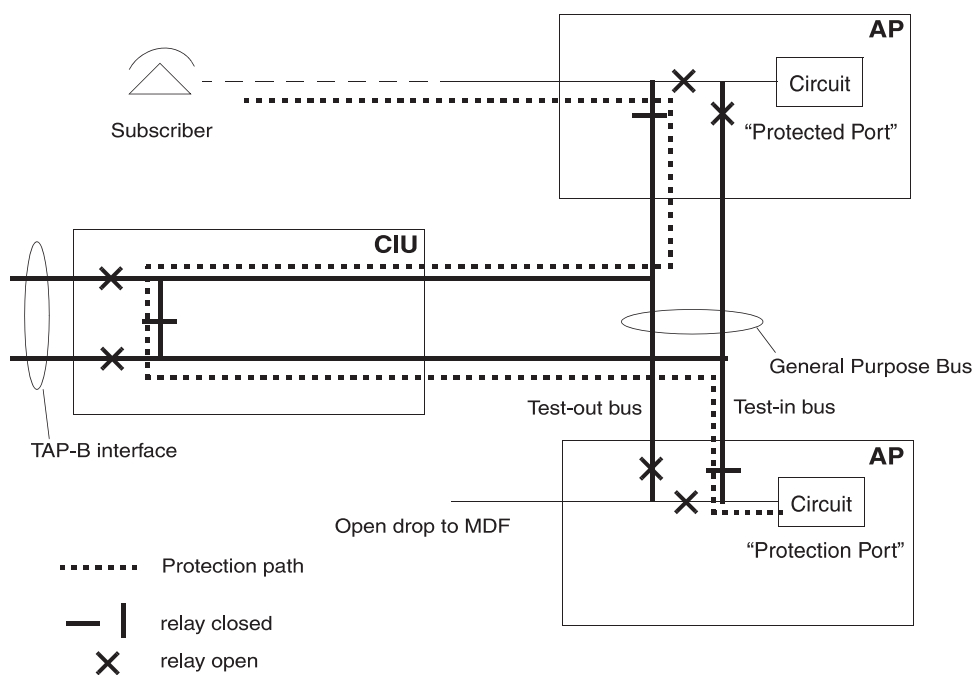 AP
Circuit
Subscriber
“Protected Port”
CIU
General Purpose Bus
Test-out bus
Test-in bus
TAP-B interface
AP
Circuit
Open drop to MDF
“Protection Port”
Protection path
relay closed
relay open